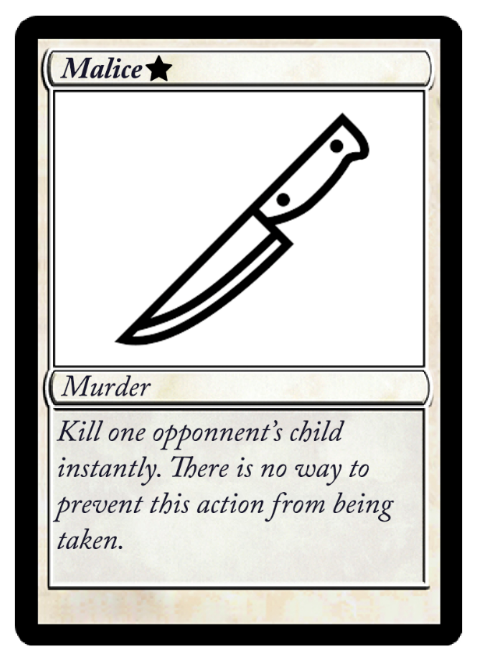 Malice★
Murder
Kill one opponnent's child
instantly. There is no way to
prevent this action from being
taken.